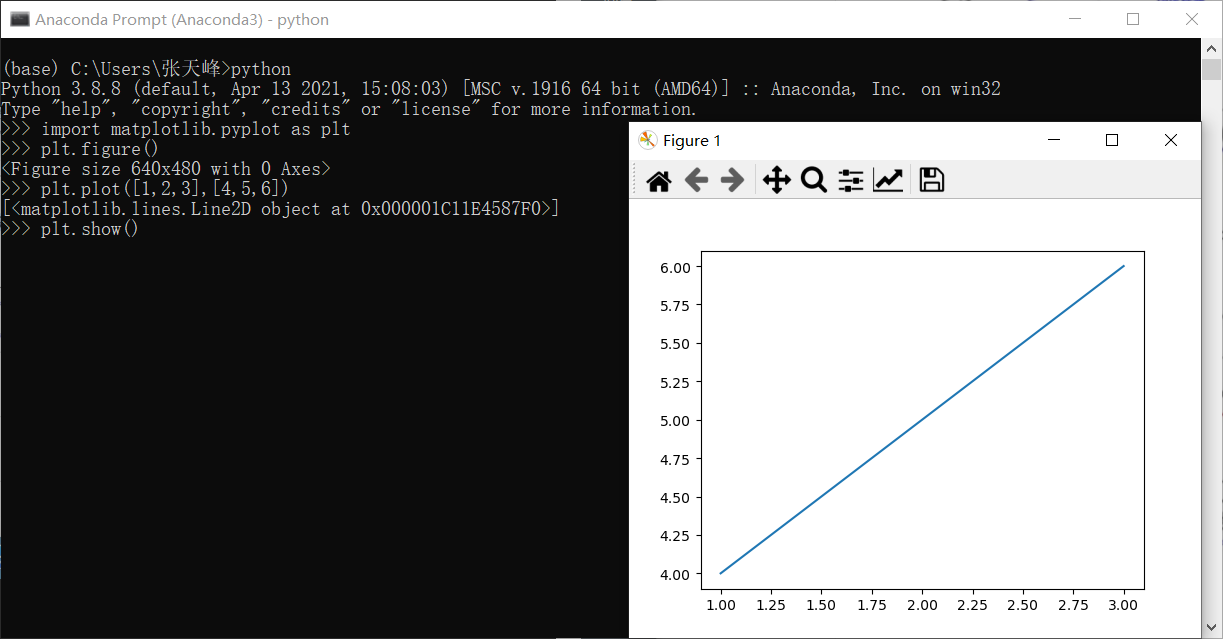 Anaconda Prompt (Anaconda3) - python
(base) C:\Users\张天峰>python
Python 3.8.8 (default, Apr 13 2021, 15:08:03) [MSC v.1916 64 bit (AMD64)] :: Anaconda, Inc. on win32
Type "help", "copyright", "credits" or "license" for more information.
>>> import matplotlib.pyplot as plt
>>> plt.figure()
<Figure size 640x480 with 0 Axes>
>>> plt.plot([1,2,3],[4,5,6])
[<matplotlib.lines.Line2D object at 0x000001C11E4587F0>]
>>> plt.show()
Figure 1
6.00
5.75
5.50
5.25
5.00
4.75
4.50
4.25
4.00
1.00 1.25 1.50 1.75 2.00 2.25 2.50 2.75 3.00